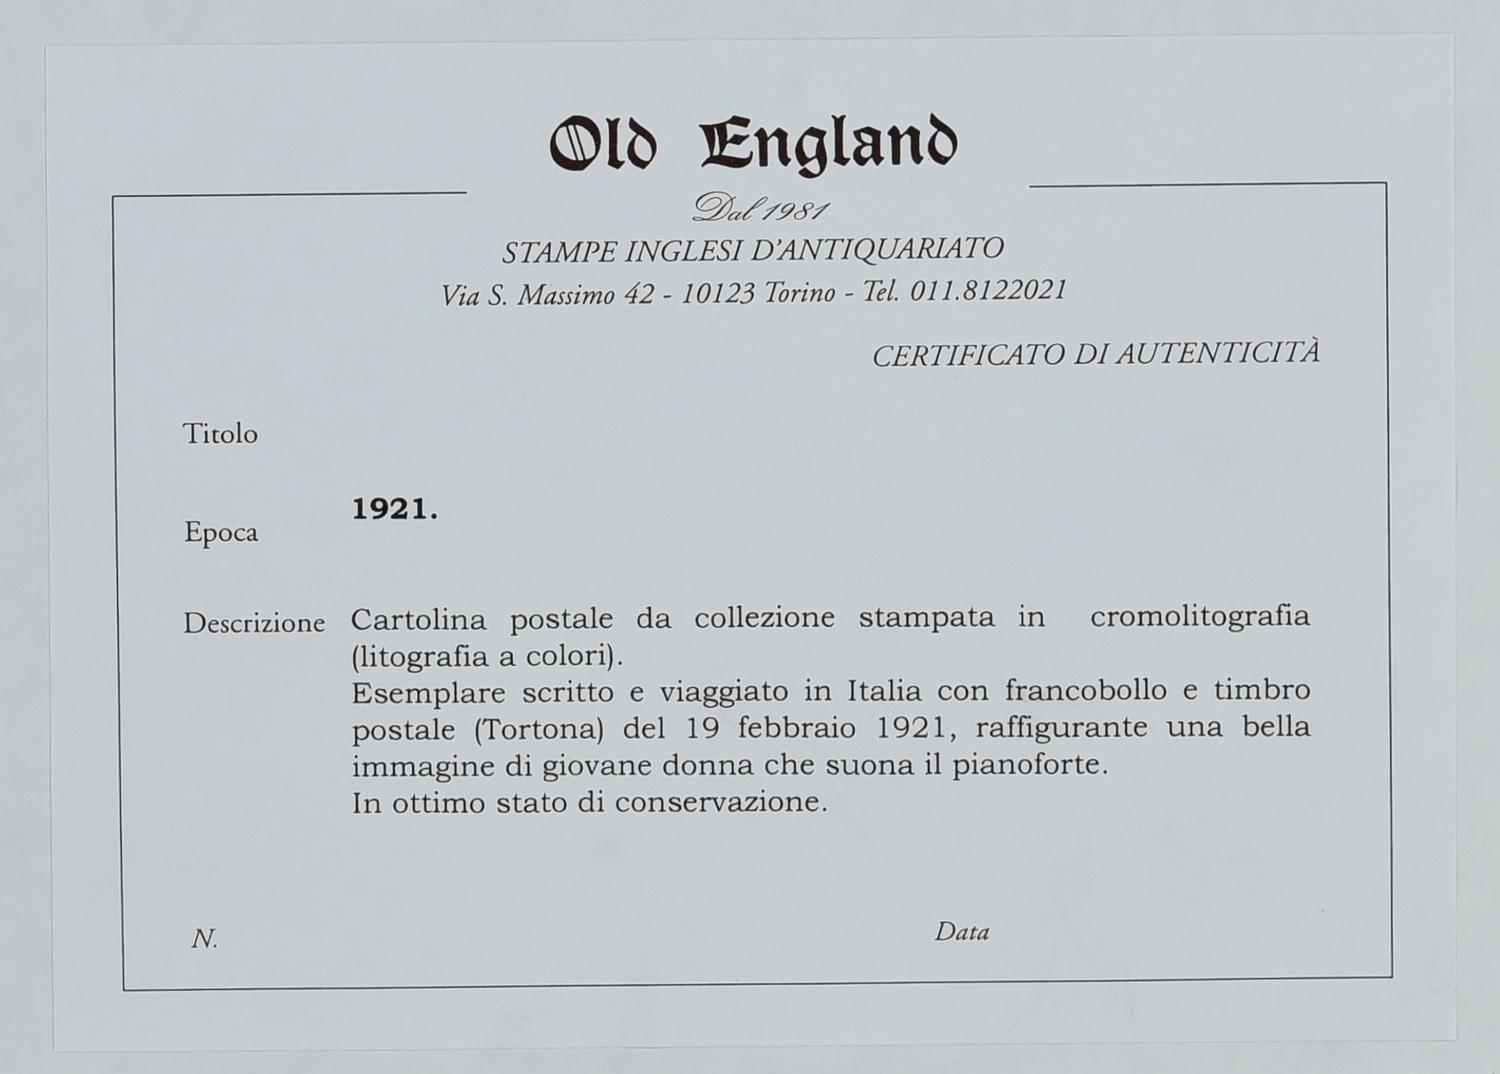 Old England
Dal 1981
STAMPE INGLESI D'ANTIQUARIATO
Via S. Massimo 42 - 10123 Torino - Tel. 011.8122021
CERTIFICATO DI AUTENTICITÀ
Titolo
1921.
Epoca
Descrizione Cartolina postale da collezione stampata in cromolitografia
(litografia a colori).
Esemplare scritto e viaggiato in Italia con francobollo e timbro
postale (Tortona) del 19 febbraio 1921, raffigurante una bella
immagine di giovane donna che suona il pianoforte.
In ottimo stato di conservazione.
N. Data